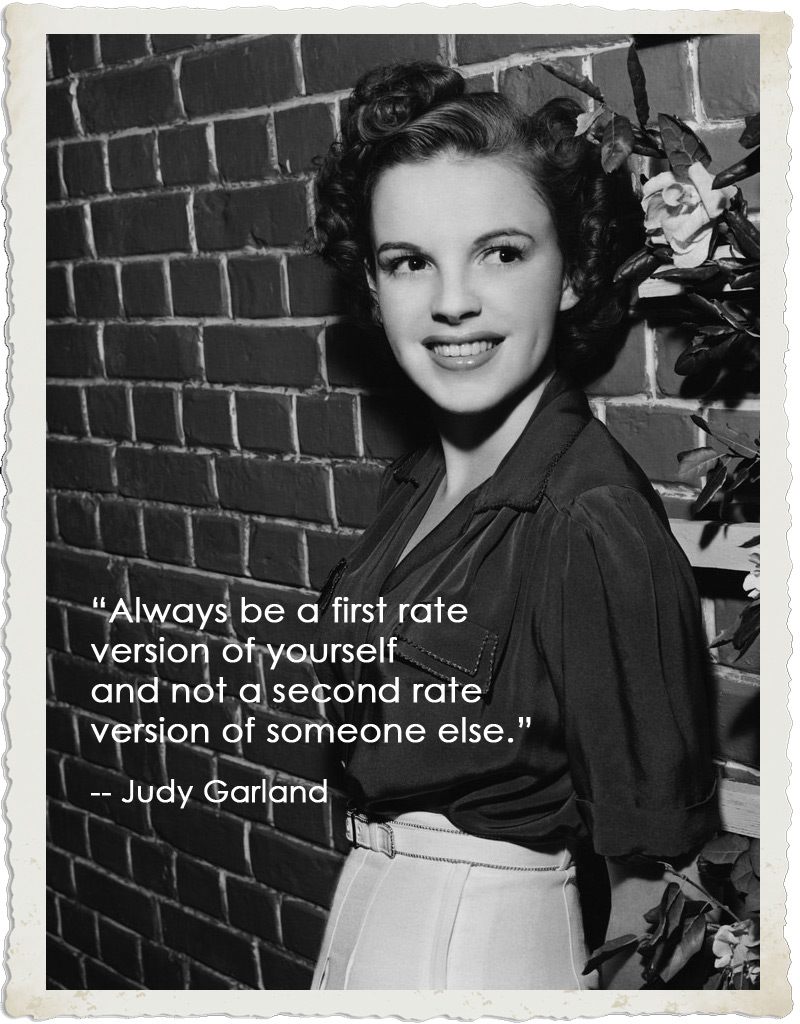 “Always be a first rate
version of yourself
and not a second rate
version of someone else.”
-- Judy Garland